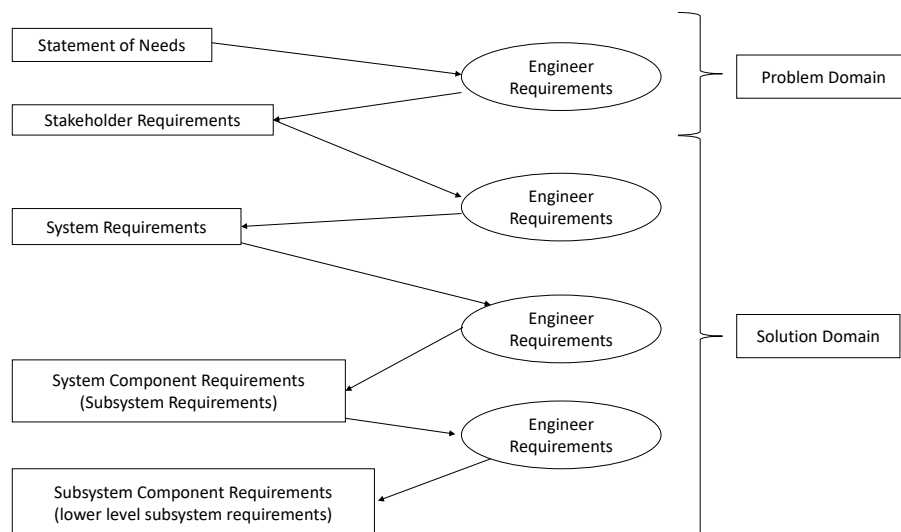 Statement of Needs
Engineer
Requirements
Problem Domain
Stakeholder Requirements
Engineer
Requirements
System Requirements
Engineer
Requirements
Solution Domain
System Component Requirements
(Subsystem Requirements)
Engineer
Requirements
Subsystem Component Requirements
(lower level subsystem requirements)